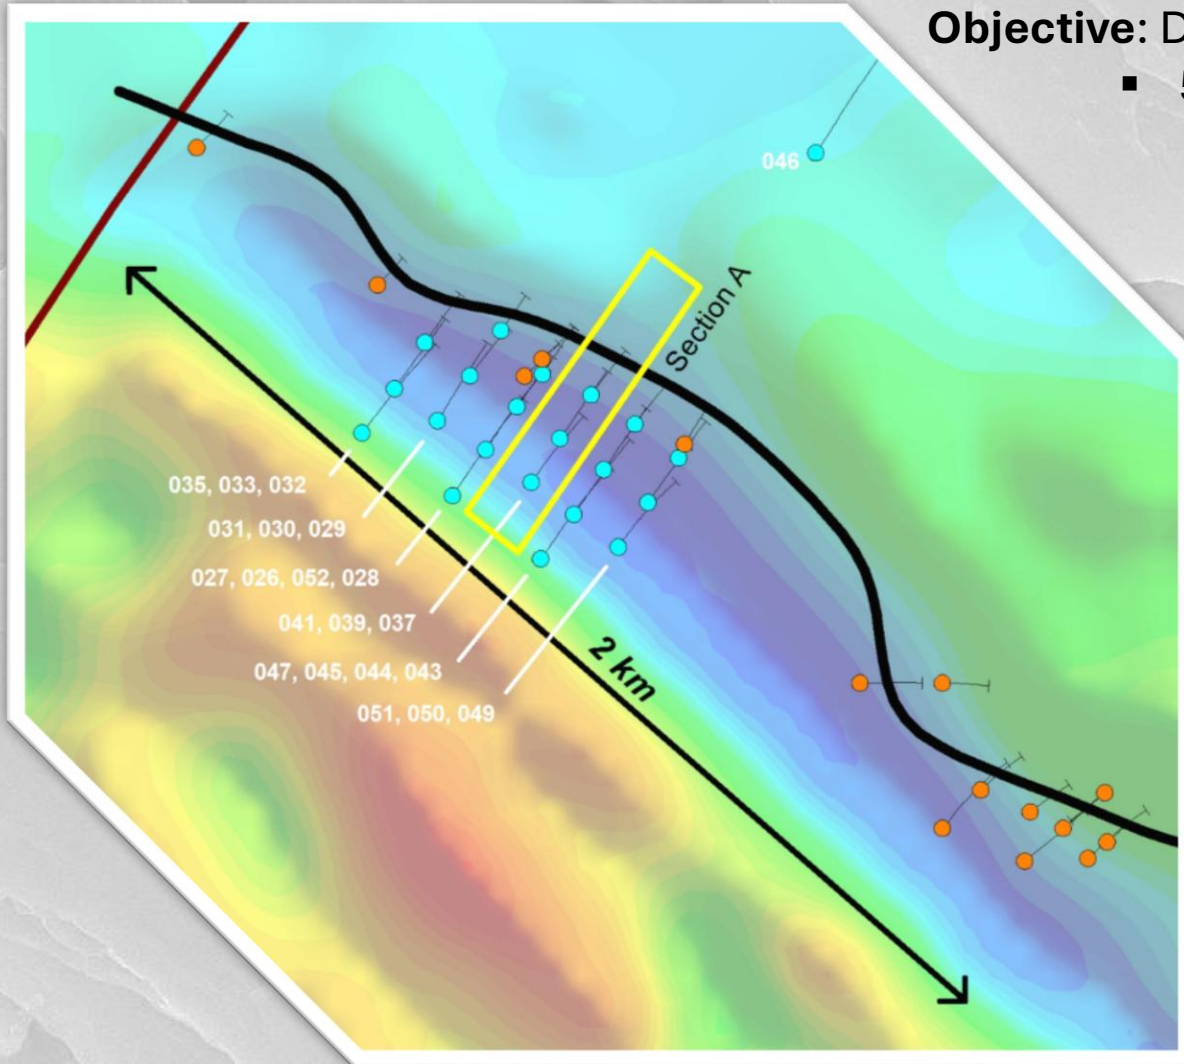 Objective: D
▪ 5
046
Section A
035, 033, 032
031, 030, 029
027, 026, 052, 028
041, 039, 037
047, 045, 044, 043
051, 050, 049
2 km